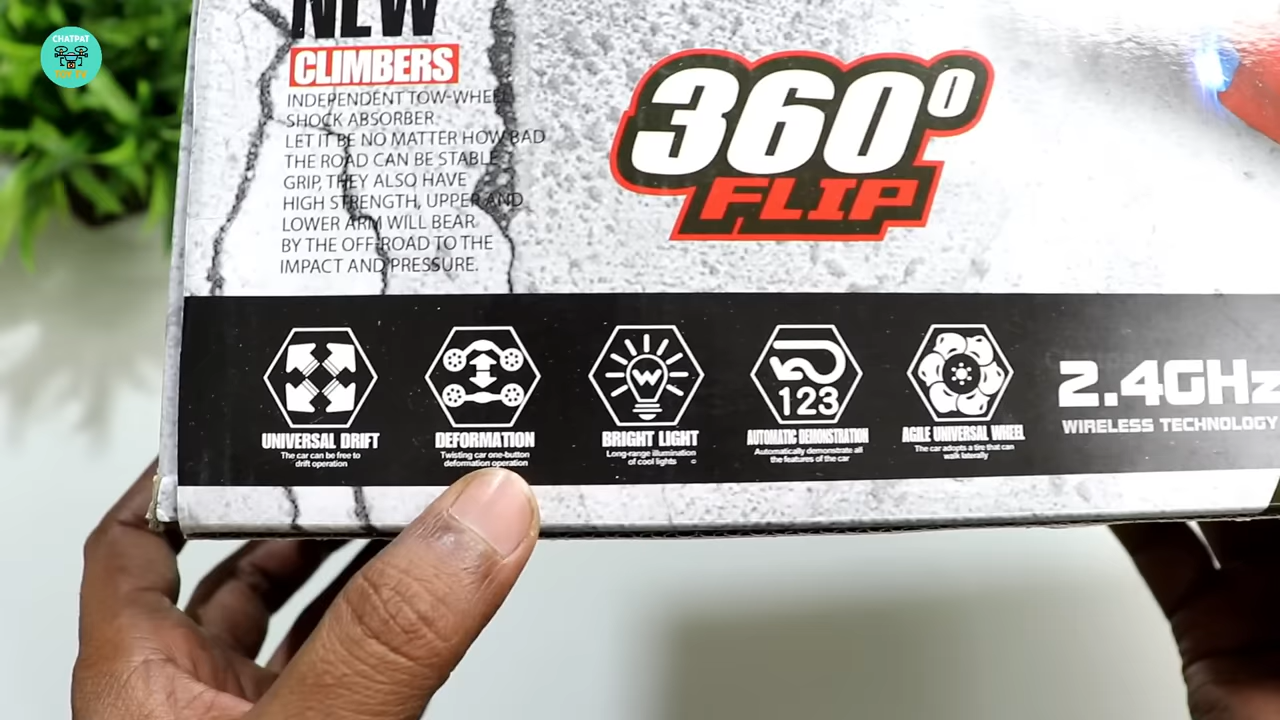 CHATPAT
TOY TV
NEW
CLIMBERS
INDEPENDENT TOW-WHEEL
SHOCK ABSORBER.
LET IT BE NO MATTER HOW BAD
THE ROAD CAN BE STABLE
GRIP, THEY ALSO HAVE
HIGH STRENGTH, UPPER AND
LOWER ARM WILL BEAR
BY THE OFF-ROAD TO THE
IMPACT AND PRESSURE.
360°
FLIP
UNIVERSAL DRIFT
The car can be free to
drift operation
DEFORMATION
Twisting car one-button
deformation operation
BRIGHT LIGHT
Long-range illumination
of cool lights
123
AUTOMATIC DEMONSTRATION
Automatically demonstrate all
the features of the car
AGILE UNIVERSAL WHEEL
The car adopts a tire that can
walk laterally
2.4GHz
WIRELESS TECHNOLOGY